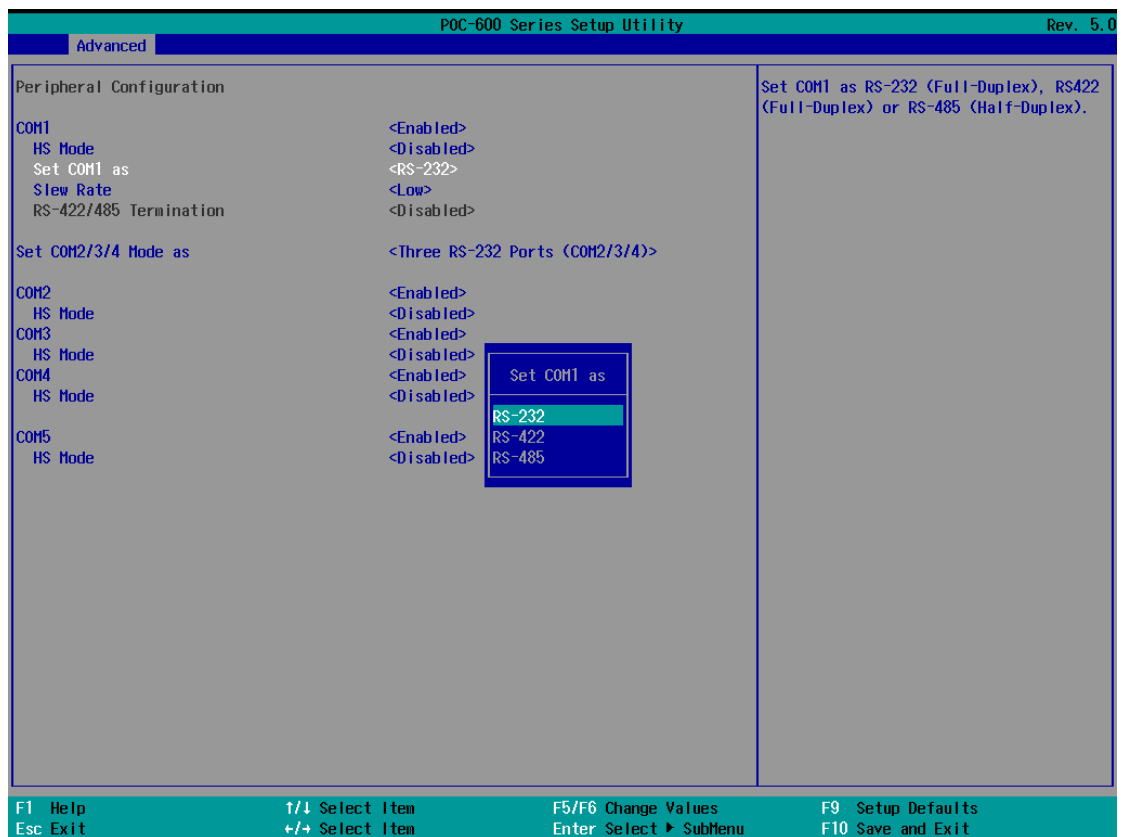 POC-600 Series Setup Utility Rev. 5.0
Advanced
Peripheral Configuration
COM1 <Enabled>
HS Mode <Disabled>
Set COM1 as <RS-232>
Slew Rate <Low>
RS-422/485 Termination <Disabled>
Set COM2/3/4 Mode as <Three RS-232 Ports (COM2/3/4)>
COM2 <Enabled>
HS Mode <Disabled>
COM3 <Enabled>
HS Mode <Disabled>
COM4 <Enabled>
HS Mode <Disabled>
COM5 <Enabled>
HS Mode <Disabled>
Set COM1 as
RS-232
RS-422
RS-485
Set COM1 as RS-232 (Full-Duplex), RS422
(Full-Duplex) or RS-485 (Half-Duplex).
F1 Help ↑/↓ Select Item F5/F6 Change Values F9 Setup Defaults
Esc Exit ←/→ Select Item Enter Select ▶ SubMenu F10 Save and Exit